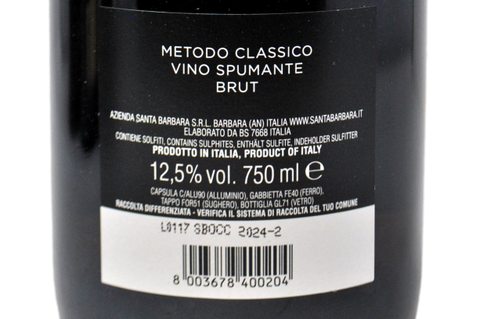 METODO CLASSICO
VINO SPUMANTE
BRUT
AZIENDA SANTA BARBARA S.R.L. BARBARA (AN) ITALIA WWW.SANTABARBARA.IT
ELABORATO DA BS 7668 ITALIA
CONTIENE SOLFITI, CONTAINS SULPHITES, ENTHÄLT SULFITE, INDEHOLDER SULFITTER
PRODOTTO IN ITALIA, PRODUCT OF ITALY
12,5% vol. 750 ml e
CAPSULA C/ALU90 (ALLUMINIO), GABBIETTA FE40 (FERRO),
TAPPO FOR51 (SUGHERO), BOTTIGLIA GL71 (VETRO)
RACCOLTA DIFFERENZIATA - VERIFICA IL SISTEMA DI RACCOLTA DEL TUO COMUNE
L0117 SBOCC 2024-2
8 003678 400204